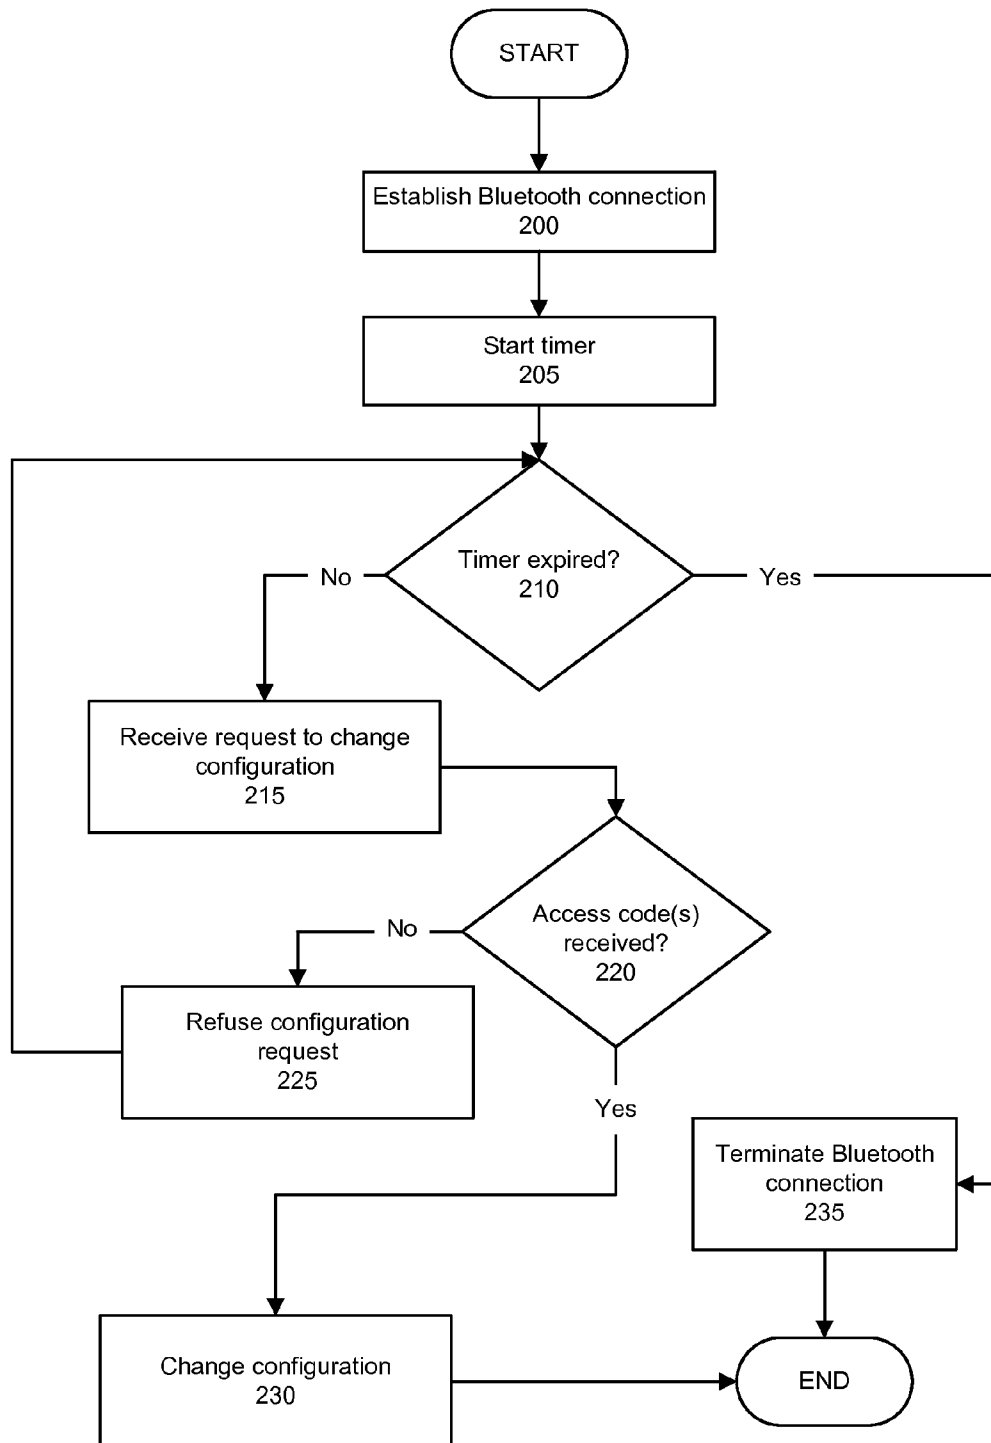 START
Establish Bluetooth connection
200
Start timer
205
Timer expired?
210
No
Yes
Receive request to change
configuration
215
Access code(s)
received?
220
No
Refuse configuration
request
225
Yes
Terminate Bluetooth
connection
235
Change configuration
230
END